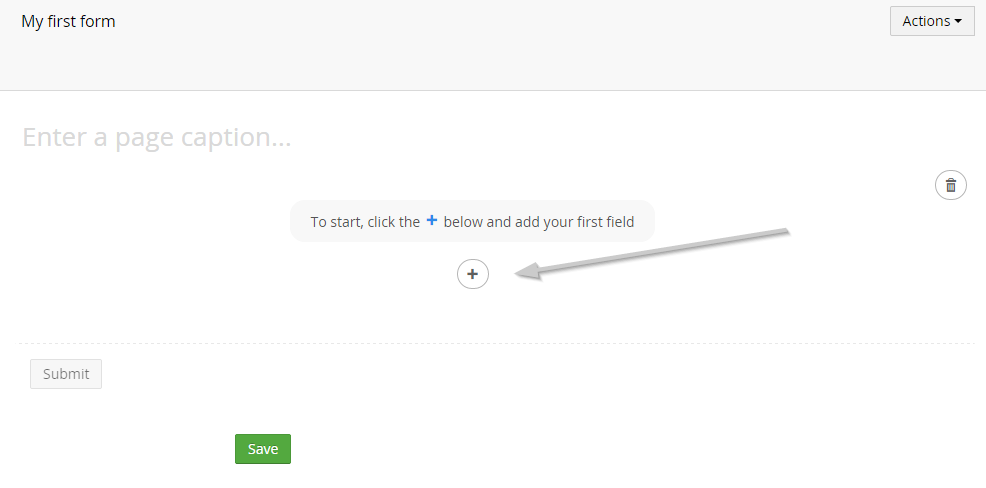 My first form
Actions
Enter a page caption...
To start, click the + below and add your first field
+
Submit
Save